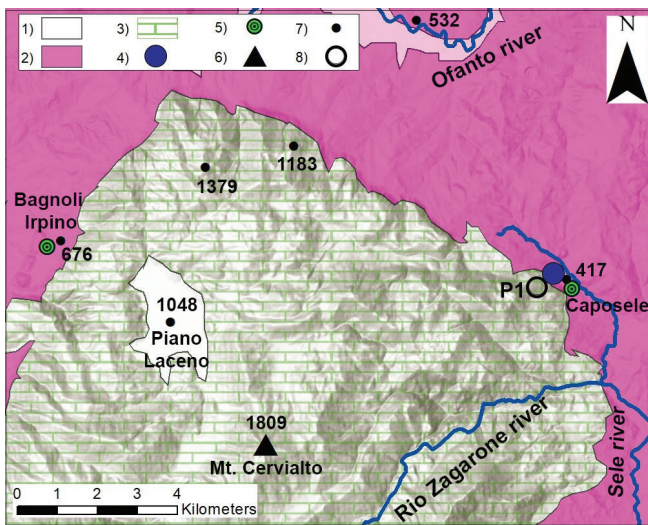 1) 3) 5) 7)
2) 4) 6) 8)
532
N
Ofanto river
1183
1379
Bagnoli
Irpino
676
417
P1
Caposele
1048
Piano
Laceno
1809
Mt. Cervialto
Rio Zagarone river
Sele river
0 1 2 3 4
Kilometers